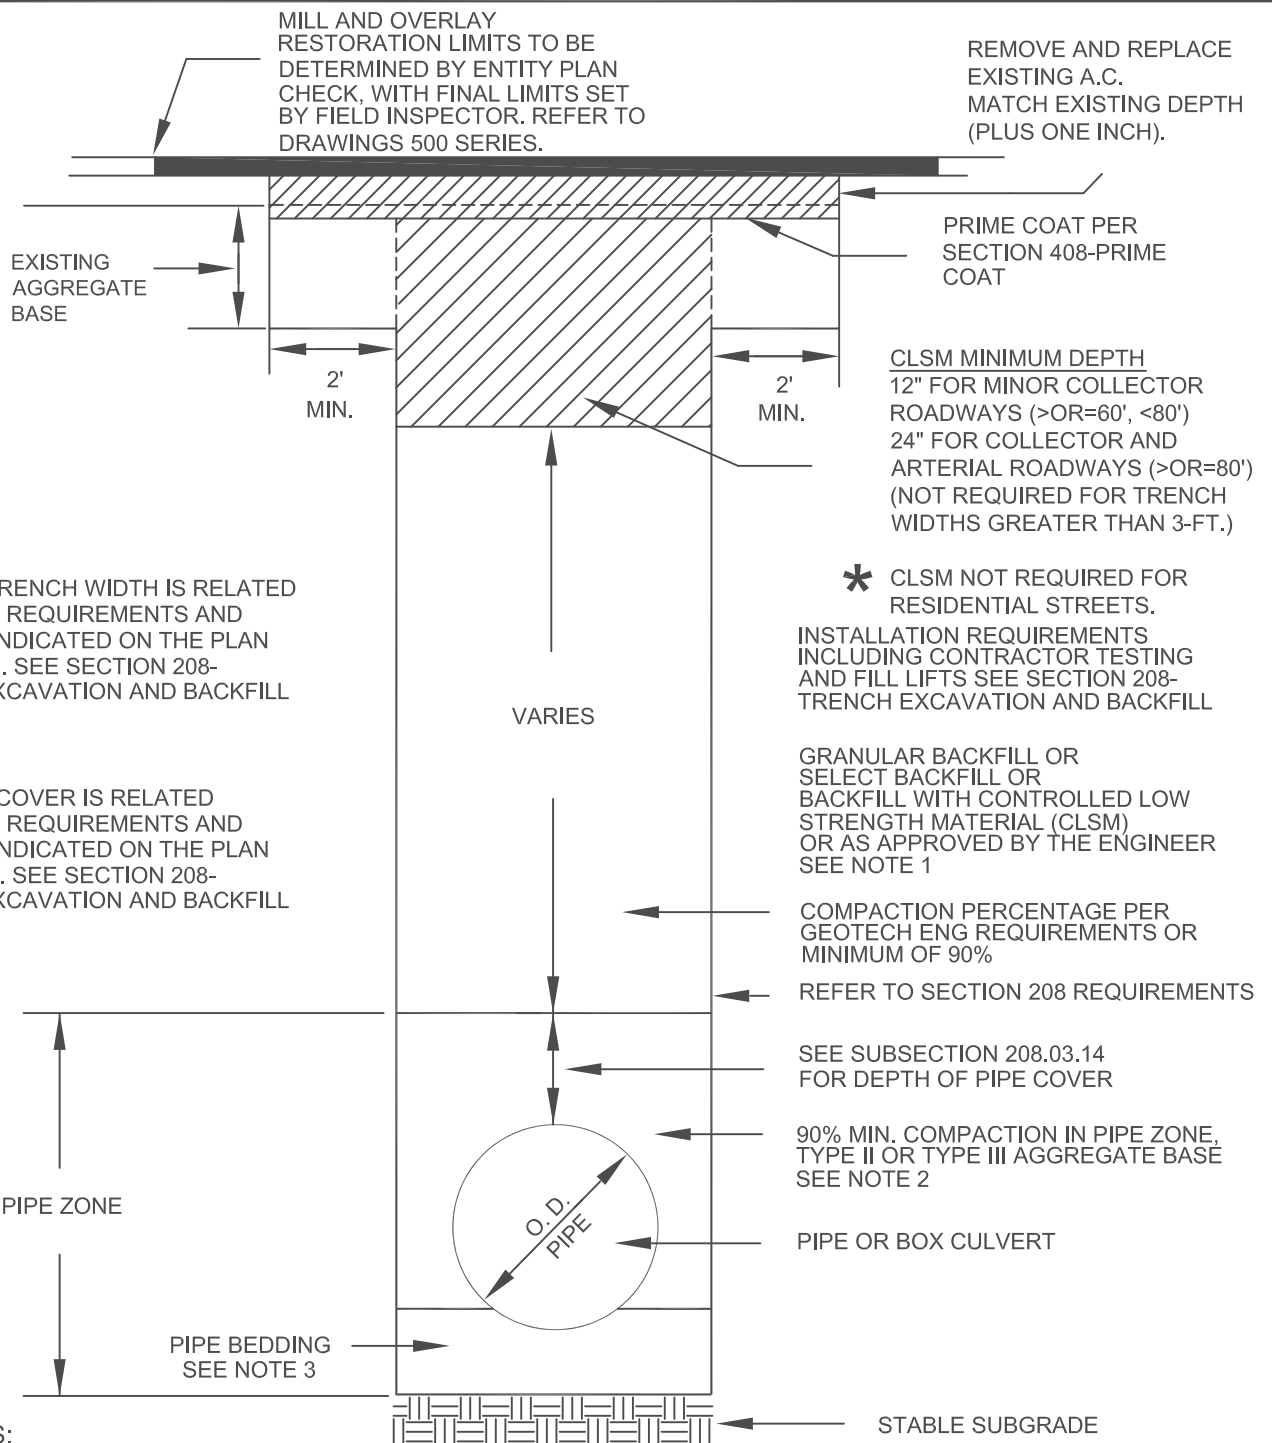 MILL AND OVERLAY
RESTORATION LIMITS TO BE
DETERMINED BY ENTITY PLAN
CHECK, WITH FINAL LIMITS SET
BY FIELD INSPECTOR. REFER TO
DRAWINGS 500 SERIES.
REMOVE AND REPLACE
EXISTING A.C.
MATCH EXISTING DEPTH
(PLUS ONE INCH).
PRIME COAT PER
SECTION 408-PRIME
COAT
EXISTING
AGGREGATE
BASE
2'
MIN.
2'
MIN.
CLSM MINIMUM DEPTH
12" FOR MINOR COLLECTOR
ROADWAYS (>OR=60', <80')
24" FOR COLLECTOR AND
ARTERIAL ROADWAYS (>OR=80')
(NOT REQUIRED FOR TRENCH
WIDTHS GREATER THAN 3-FT.)
* CLSM NOT REQUIRED FOR
RESIDENTIAL STREETS.
RENCH WIDTH IS RELATED
REQUIREMENTS AND
NDICATED ON THE PLAN
. SEE SECTION 208-
XCAVATION AND BACKFILL
INSTALLATION REQUIREMENTS
INCLUDING CONTRACTOR TESTING
AND FILL LIFTS SEE SECTION 208-
TRENCH EXCAVATION AND BACKFILL
VARIES
GRANULAR BACKFILL OR
SELECT BACKFILL OR
BACKFILL WITH CONTROLLED LOW
STRENGTH MATERIAL (CLSM)
OR AS APPROVED BY THE ENGINEER
SEE NOTE 1
COVER IS RELATED
REQUIREMENTS AND
NDICATED ON THE PLAN
. SEE SECTION 208-
XCAVATION AND BACKFILL
COMPACTION PERCENTAGE PER
GEOTECH ENG REQUIREMENTS OR
MINIMUM OF 90%
REFER TO SECTION 208 REQUIREMENTS
SEE SUBSECTION 208.03.14
FOR DEPTH OF PIPE COVER
90% MIN. COMPACTION IN PIPE ZONE,
TYPE II OR TYPE III AGGREGATE BASE
SEE NOTE 2
PIPE ZONE
O. D.
PIPE
PIPE OR BOX CULVERT
PIPE BEDDING
SEE NOTE 3
STABLE SUBGRADE
S: